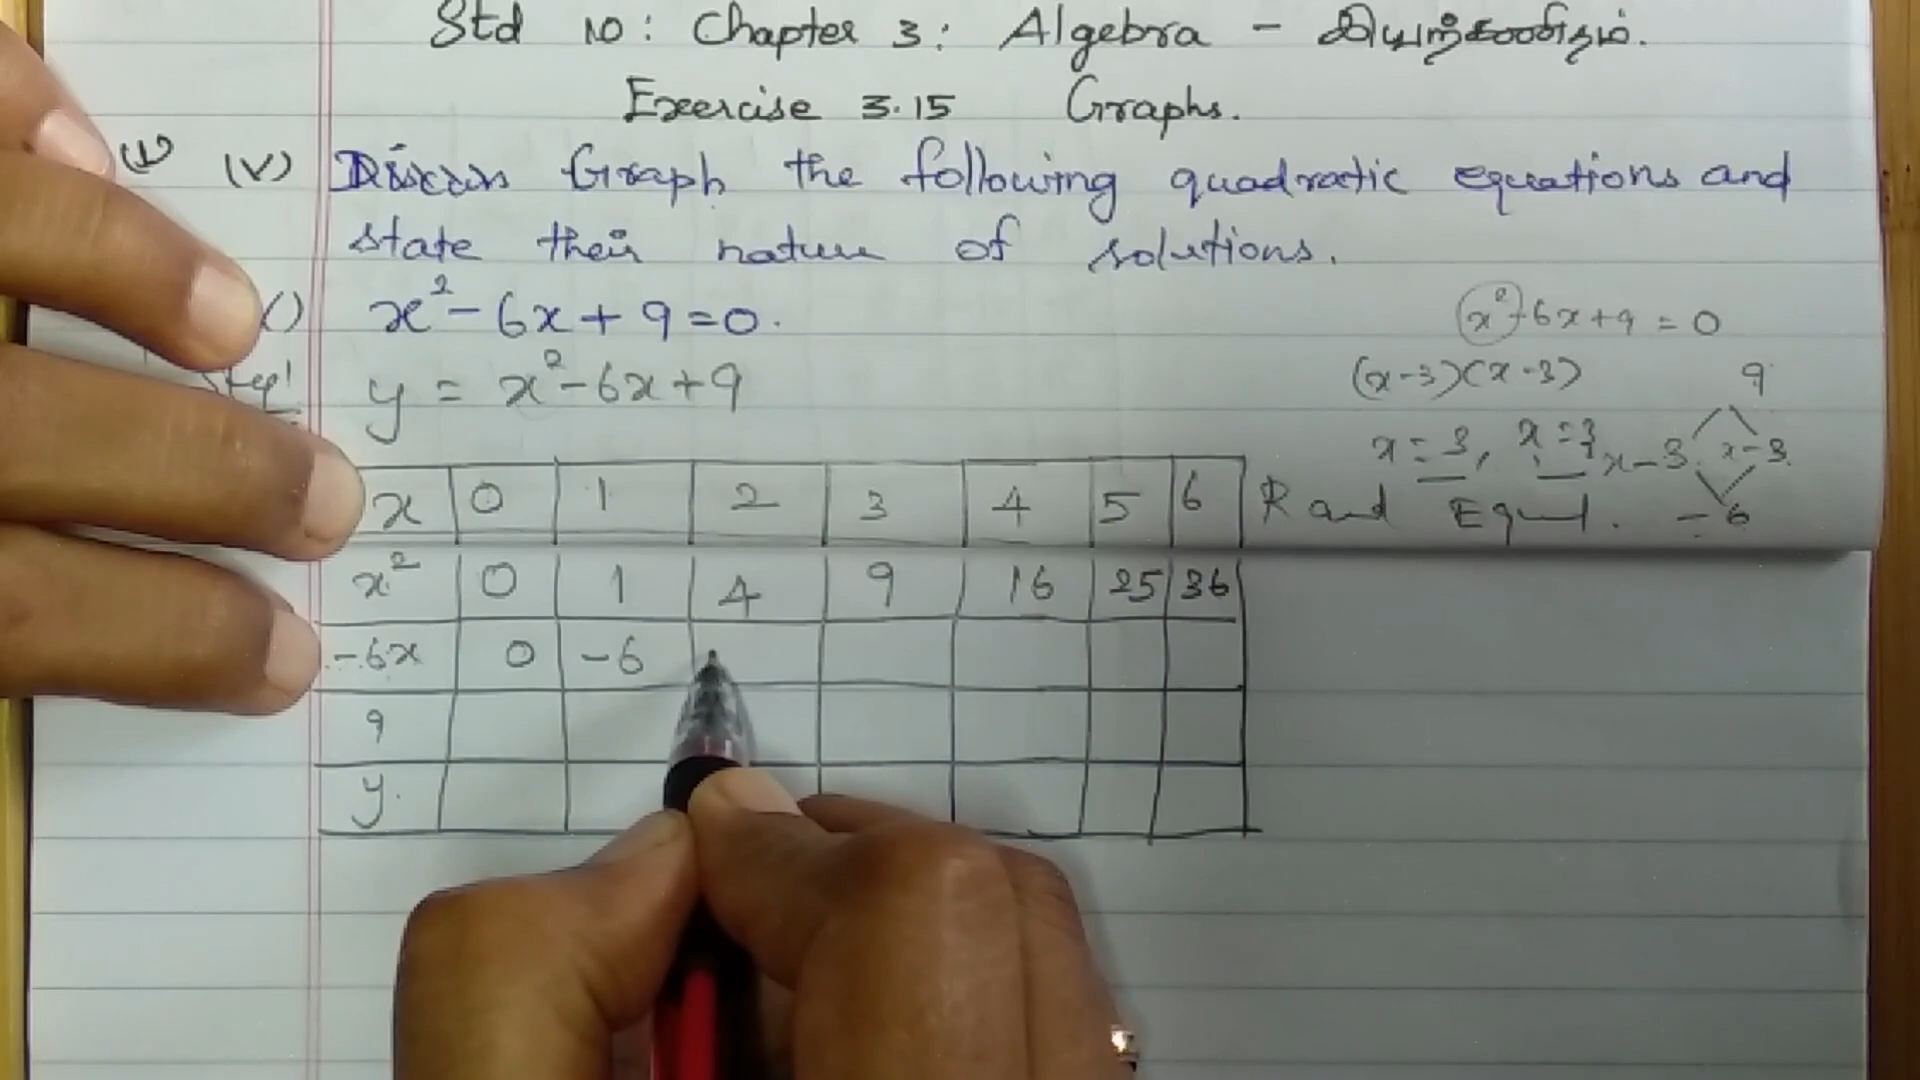 Std 10 : Chapter 3 : Algebra - இயற்கணிதம்.
Exercise 3.15 Graphs.
(1) (v) Graph the following quadratic equations and
state their nature of solutions.
x² - 6x + 9 = 0.
y = x² - 6x + 9
x² - 6x + 9 = 0
(x-3)(x-3)
9
x = 3, x = 3
x-3 x-3
R and Equal. -6
x 0 1 2 3 4 5 6
x² 0 1 4 9 16 25 36
-6x 0 -6
9
y.